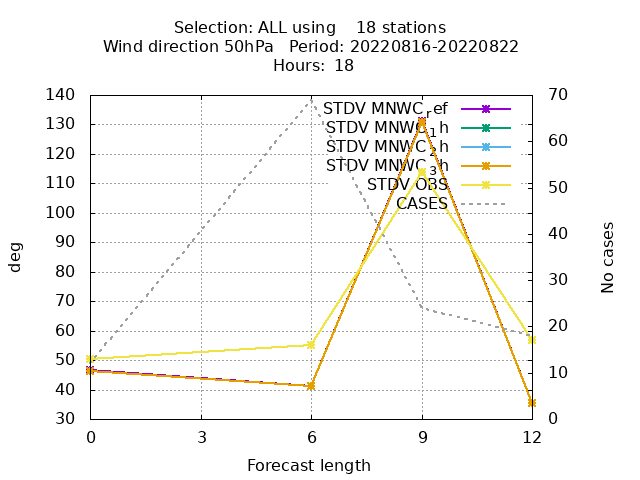 Selection: ALL using    18 stations
Wind direction 50hPa   Period: 20220816-20220822
Hours:  18
140
130
120
110
100
90
80
70
60
50
40
30
deg
70
60
50
40
30
20
10
0
No cases
STDV MNWC_ref
STDV MNWC_1h
STDV MNWC_2h
STDV MNWC_3h
STDV OBS
CASES
0 3 6 9 12
Forecast length